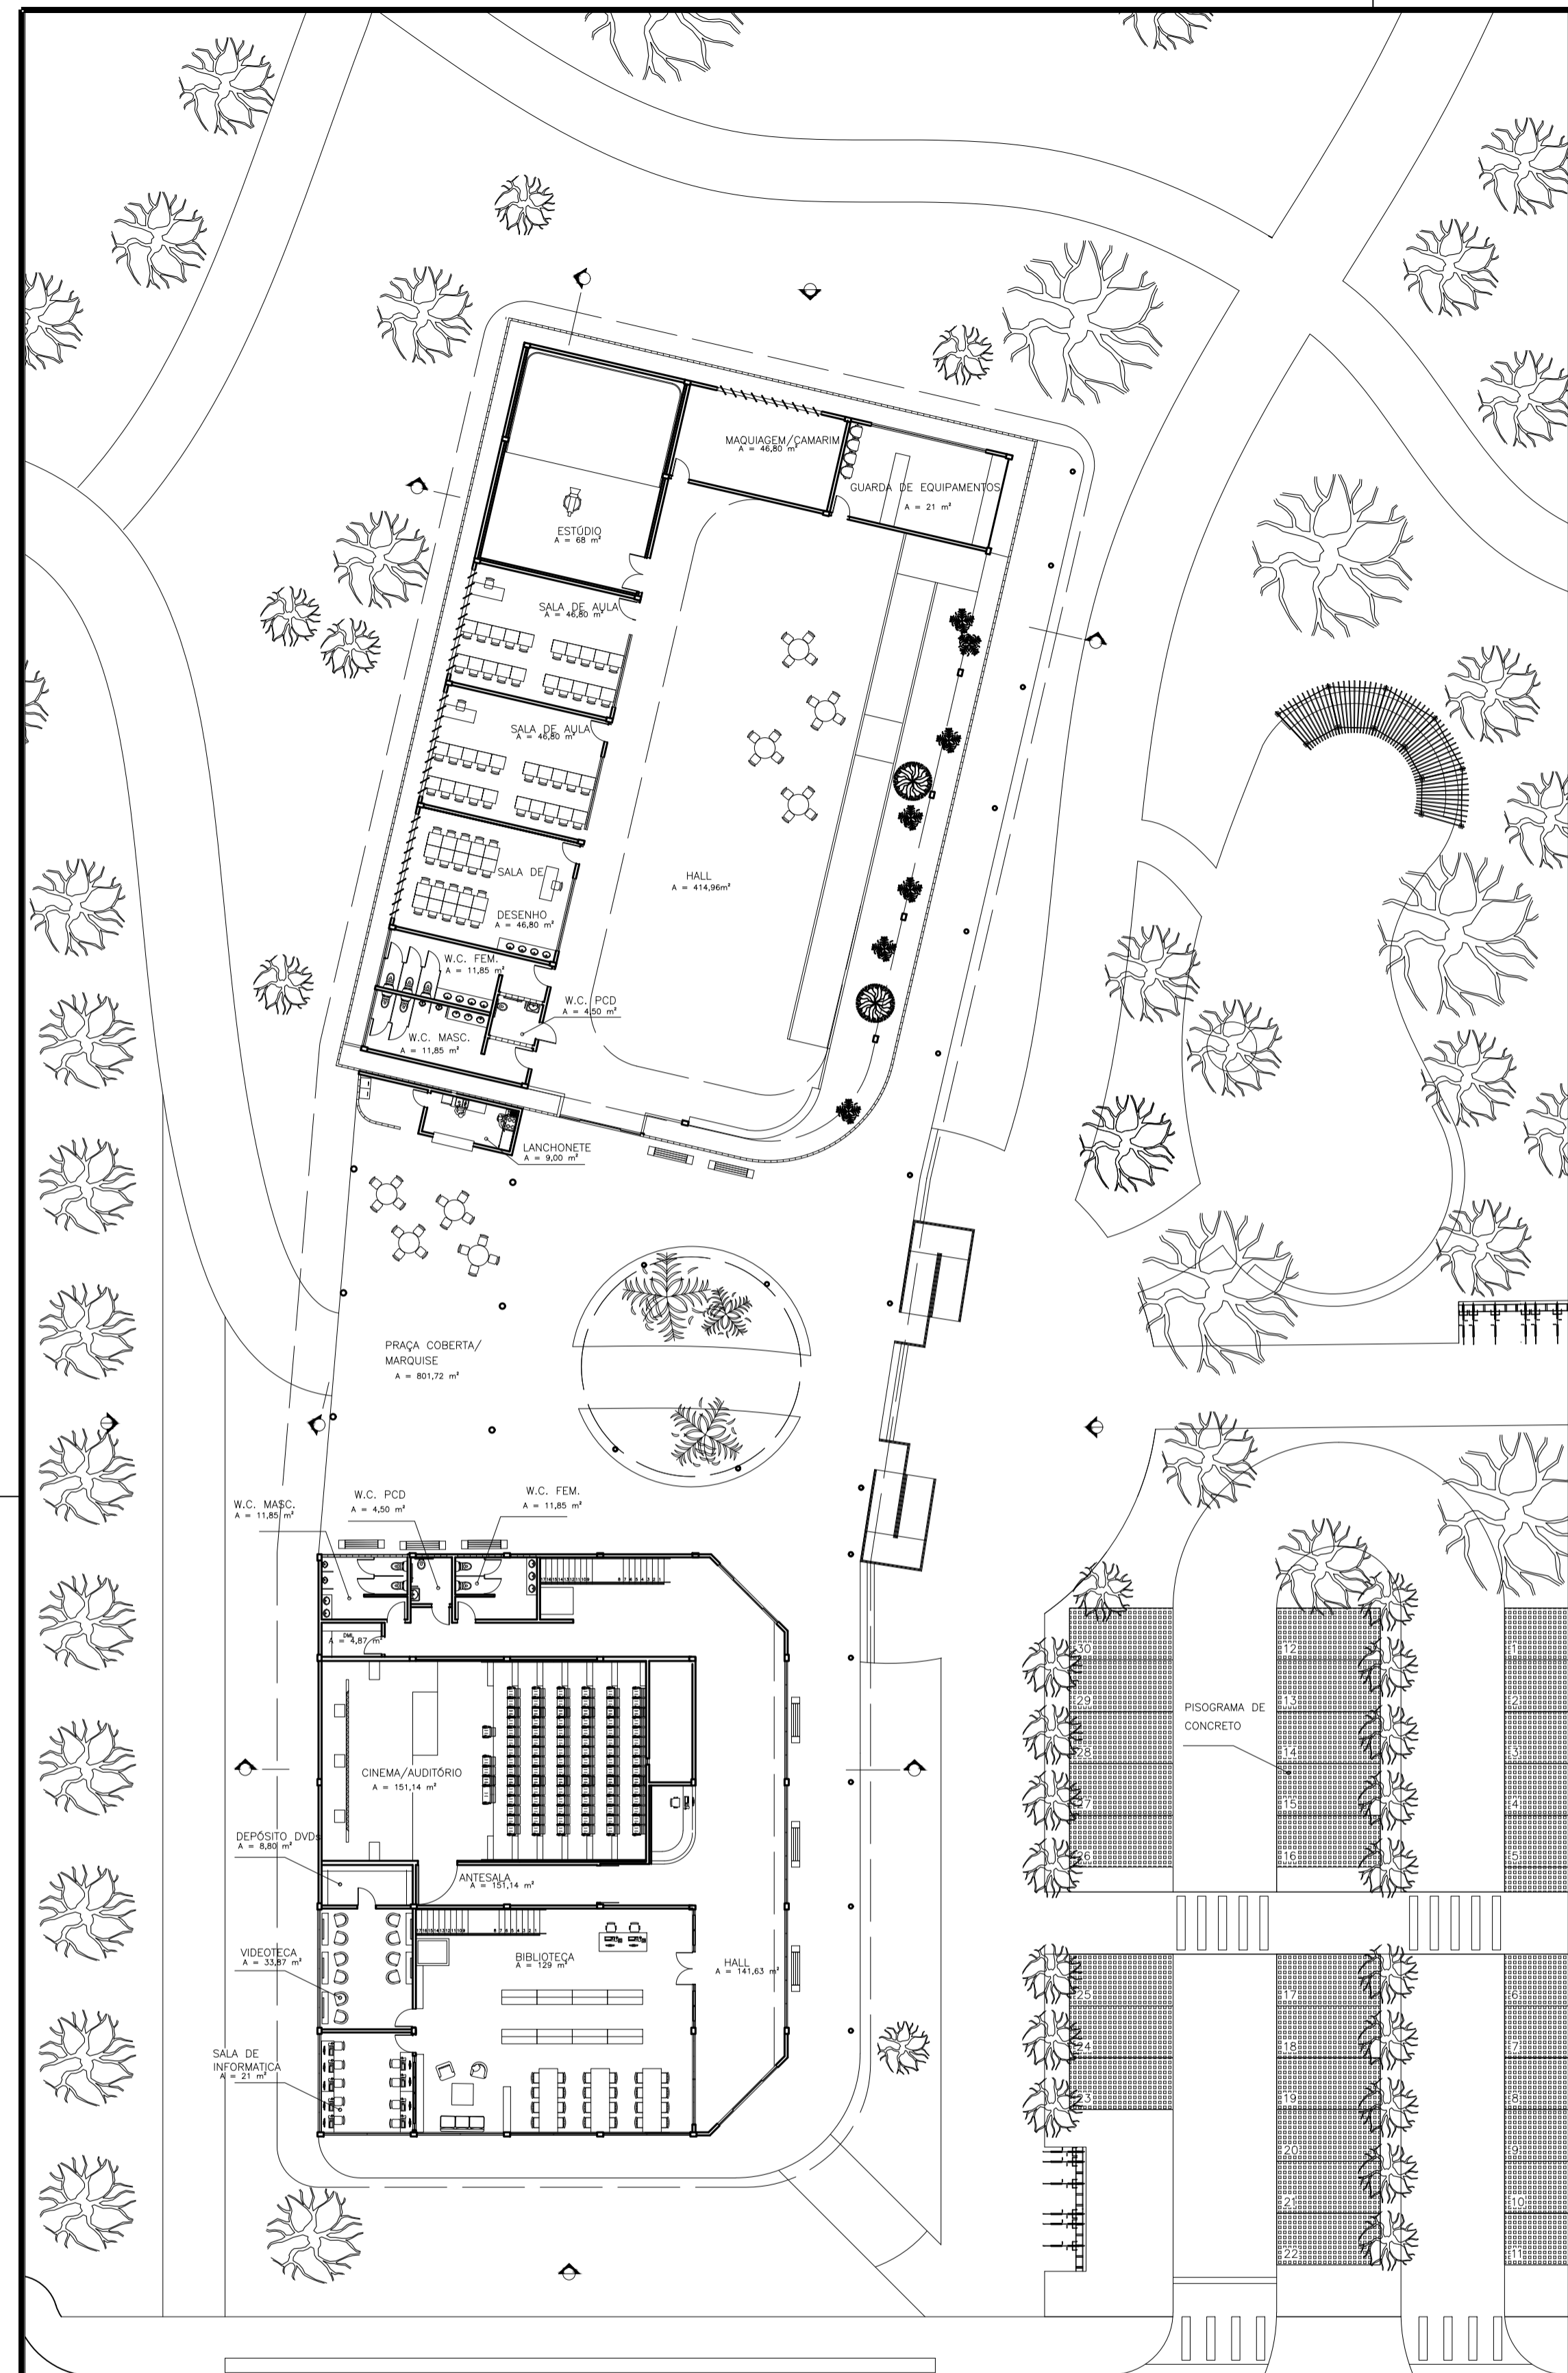 MAQUIAGEM/CAMARIM
A = 46,80 m²
GUARDA DE EQUIPAMENTOS
A = 21 m²
ESTÚDIO
A = 68 m²
SALA DE AULA
A = 46,80 m²
SALA DE AULA
A = 46,80 m²
SALA DE
DESENHO
A = 46,80 m²
HALL
A = 414,96m²
W.C. FEM.
A = 11,85 m²
W.C. PCD
A = 4,50 m²
W.C. MASC.
A = 11,85 m²
LANCHONETE
A = 9,00 m²
PRAÇA COBERTA/
MARQUISE
A = 801,72 m²
W.C. MASC.
A = 11,85 m²
W.C. PCD
A = 4,50 m²
W.C. FEM.
A = 11,85 m²
DML
A = 4,87 m²
CINEMA/AUDITÓRIO
A = 151,14 m²
DEPÓSITO DVDs
A = 8,80 m²
ANTESALA
A = 151,14 m²
VIDEOTECA
A = 33,87 m²
BIBLIOTECA
A = 129 m²
HALL
A = 141,63 m²
SALA DE
INFORMATICA
A = 21 m²
PISOGRAMA DE
CONCRETO
30
29
28
27
26
25
24
23
12
13
14
15
16
17
18
19
20
21
22
1
2
3
4
5
6
7
8
9
10
11